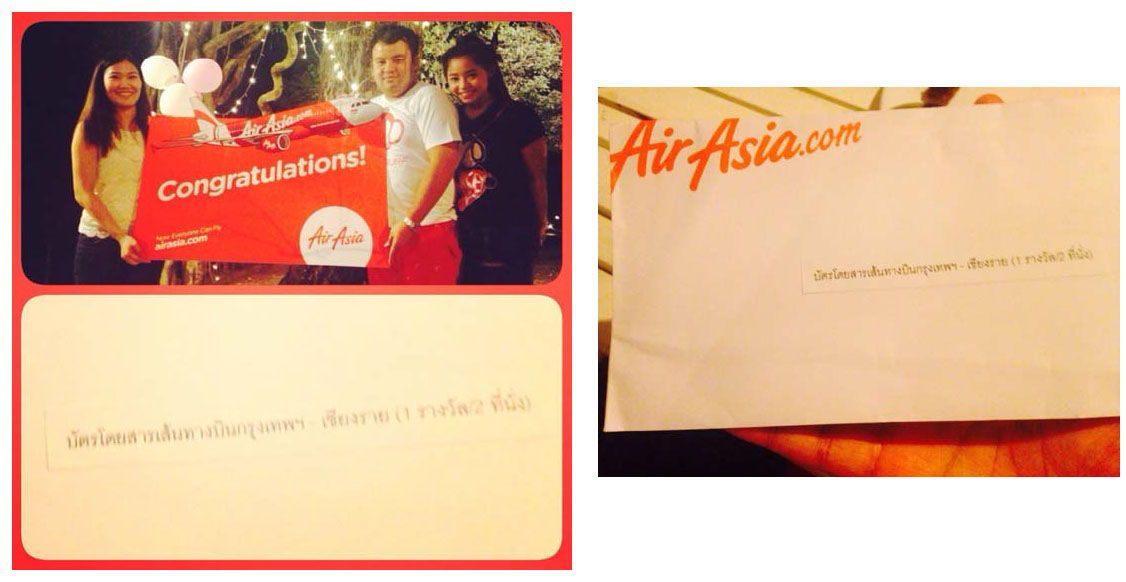 AirAsia.com
Congratulations!
Now Everyone Can Fly
airasia.com
AirAsia
บัตรโดยสารเส้นทางบินกรุงเทพฯ - เชียงราย (1 รางวัล/2 ที่นั่ง)
AirAsia.com
บัตรโดยสารเส้นทางบินกรุงเทพฯ - เชียงราย (1 รางวัล/2 ที่นั่ง)